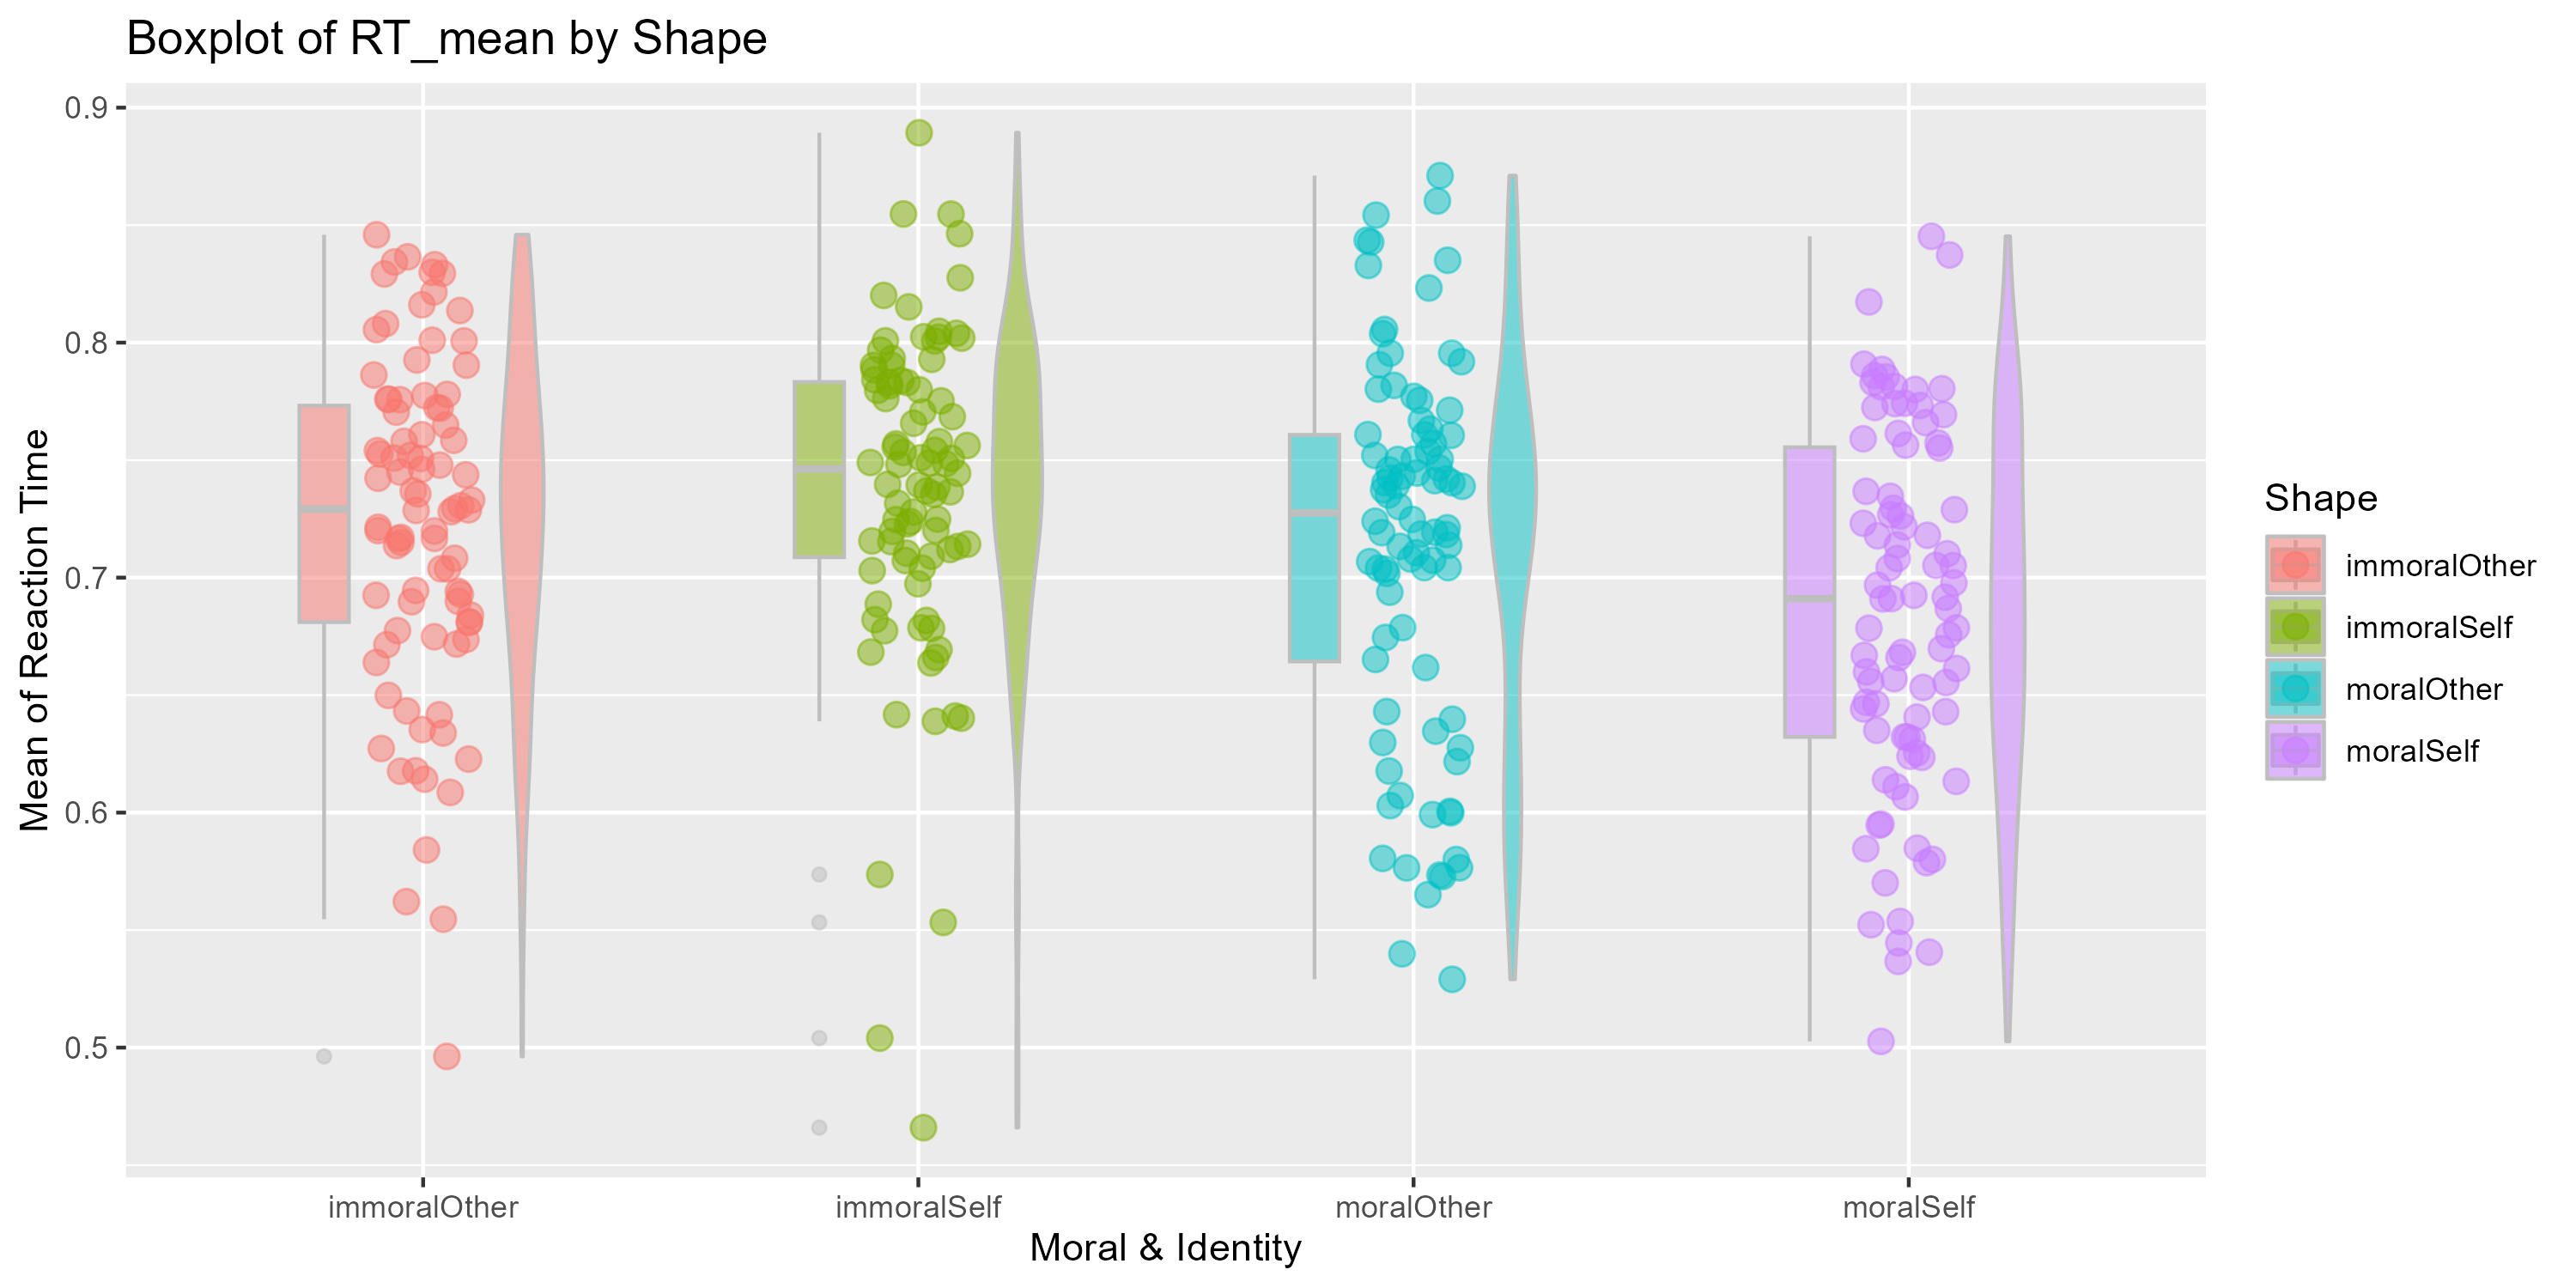 Boxplot of RT_mean by Shape
Mean of Reaction Time
0.9
0.8
0.7
0.6
0.5
immoralOther
immoralSelf
moralOther
moralSelf
Moral & Identity
Shape
immoralOther
immoralSelf
moralOther
moralSelf